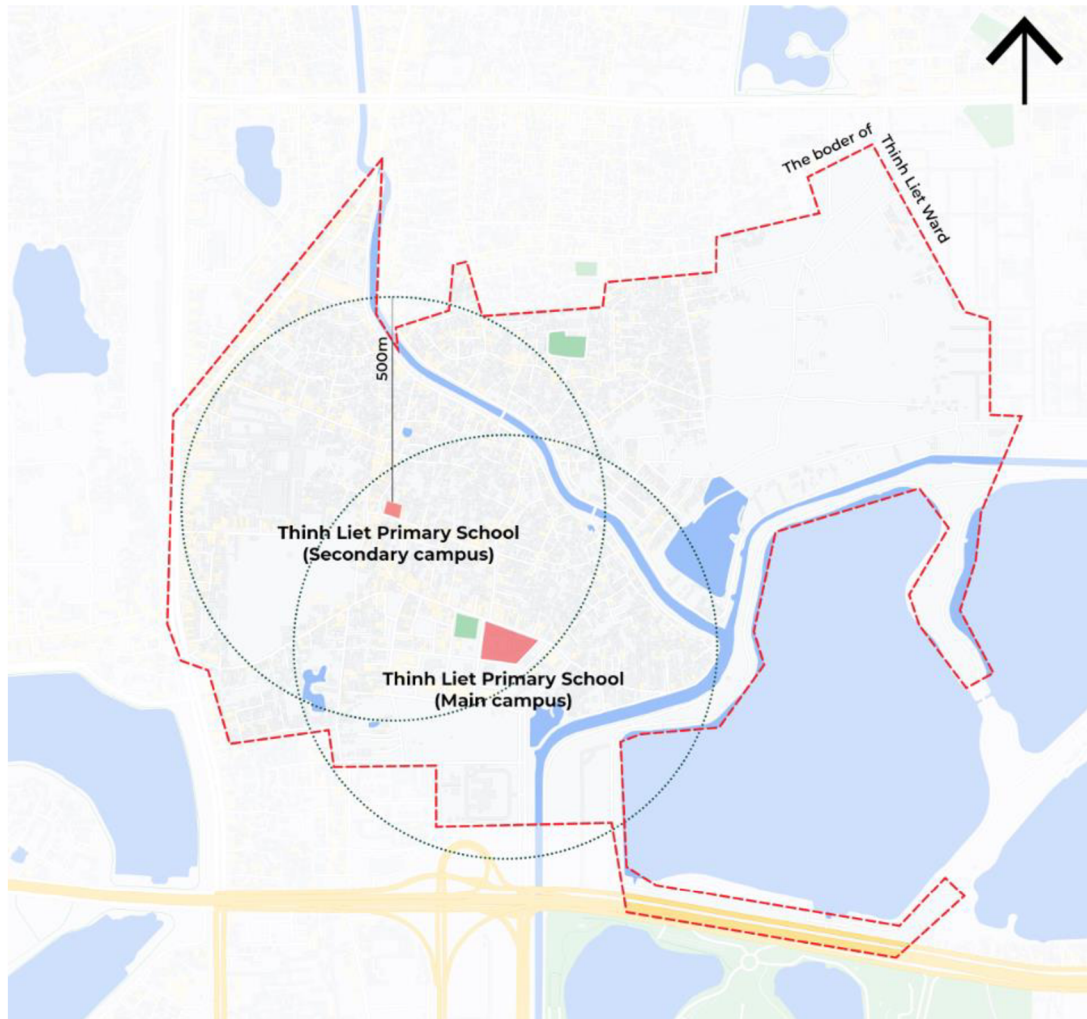 The boder of
Thinh Liet Ward
500m
Thinh Liet Primary School
(Secondary campus)
Thinh Liet Primary School
(Main campus)